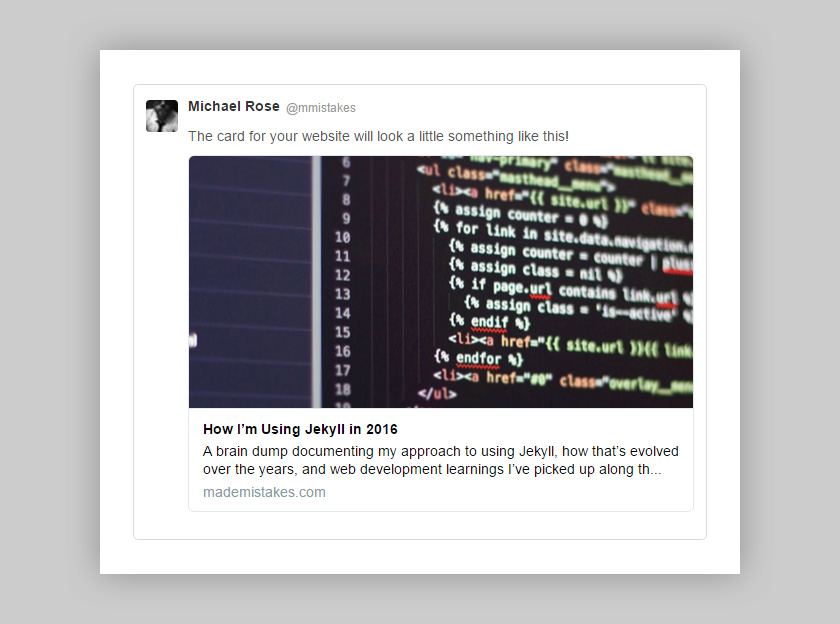 Michael Rose @mmistakes
The card for your website will look a little something like this!
6
7 <ul class="masthead__menu">
8 <li><a href="{{ site.url }}" class="
9 {% assign counter = 0 %}
10 {% for link in site.data.navigation.
11 {% assign counter = counter | plus
12 {% assign class = nil %}
13 {% if page.url contains link.url %
14 {% assign class = 'is--active' %
15 {% endif %}
16 <li><a href="{{ site.url }}{{ link
17 {% endfor %}
18 <li><a href="#0" class="overlay__menu
19 </ul>
How I’m Using Jekyll in 2016
A brain dump documenting my approach to using Jekyll, how that’s evolved
over the years, and web development learnings I’ve picked up along th...
mademistakes.com